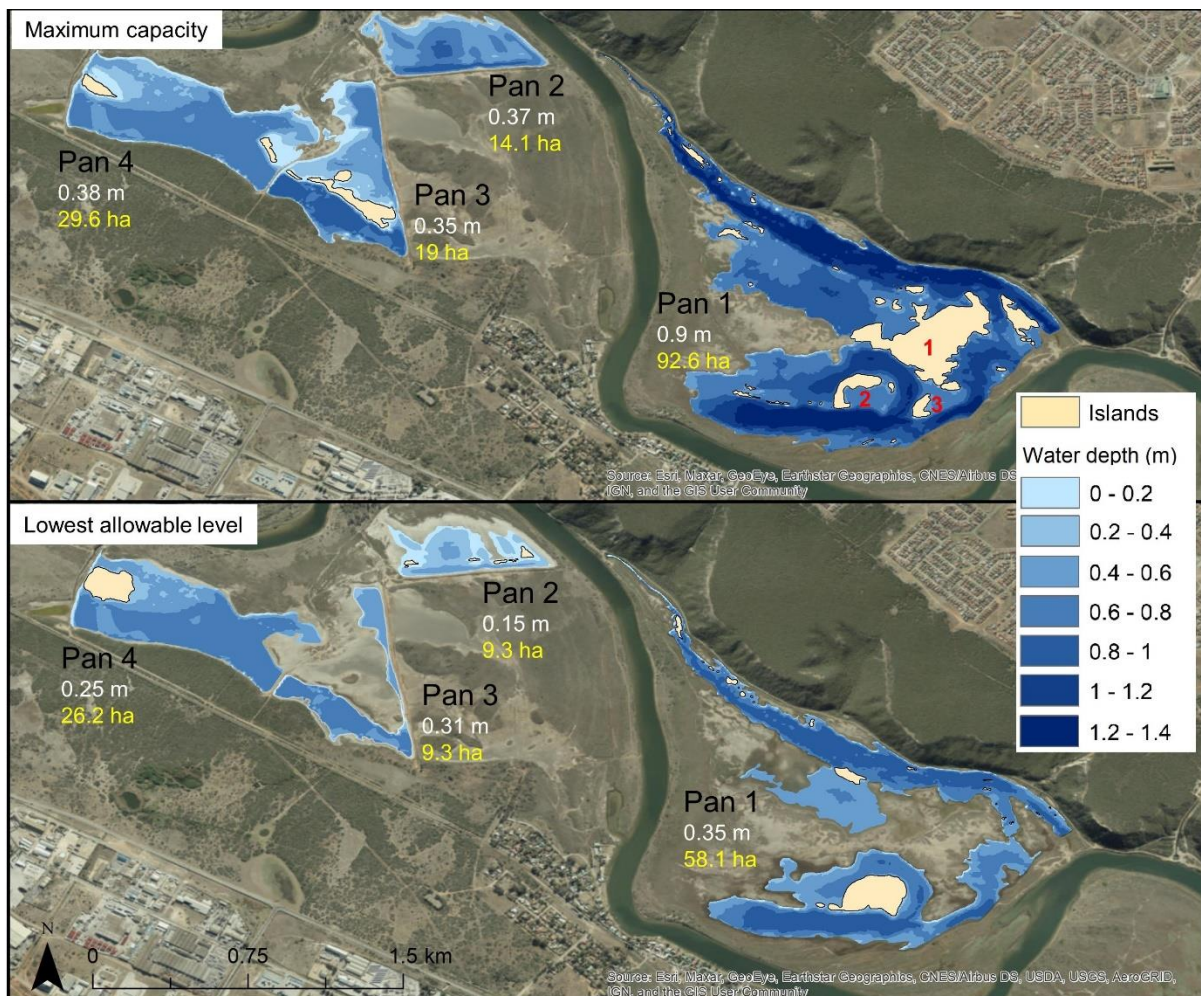 Maximum capacity
Pan 2
0.37 m
14.1 ha
Pan 4
0.38 m
29.6 ha
Pan 3
0.35 m
19 ha
Pan 1
0.9 m
92.6 ha
1
2
3
Source: Esri, Maxar, GeoEye, Earthstar Geographics, CNES/Airbus DS
IGN, and the GIS User Community
Islands
Water depth (m)
0 - 0.2
0.2 - 0.4
0.4 - 0.6
0.6 - 0.8
0.8 - 1
1 - 1.2
1.2 - 1.4
Lowest allowable level
Pan 2
0.15 m
9.3 ha
Pan 4
0.25 m
26.2 ha
Pan 3
0.31 m
9.3 ha
Pan 1
0.35 m
58.1 ha
N
0 0.75 1.5 km
Source: Esri, Maxar, GeoEye, Earthstar Geographics, CNES/Airbus DS, USDA, USGS, AeroGRID,
IGN, and the GIS User Community